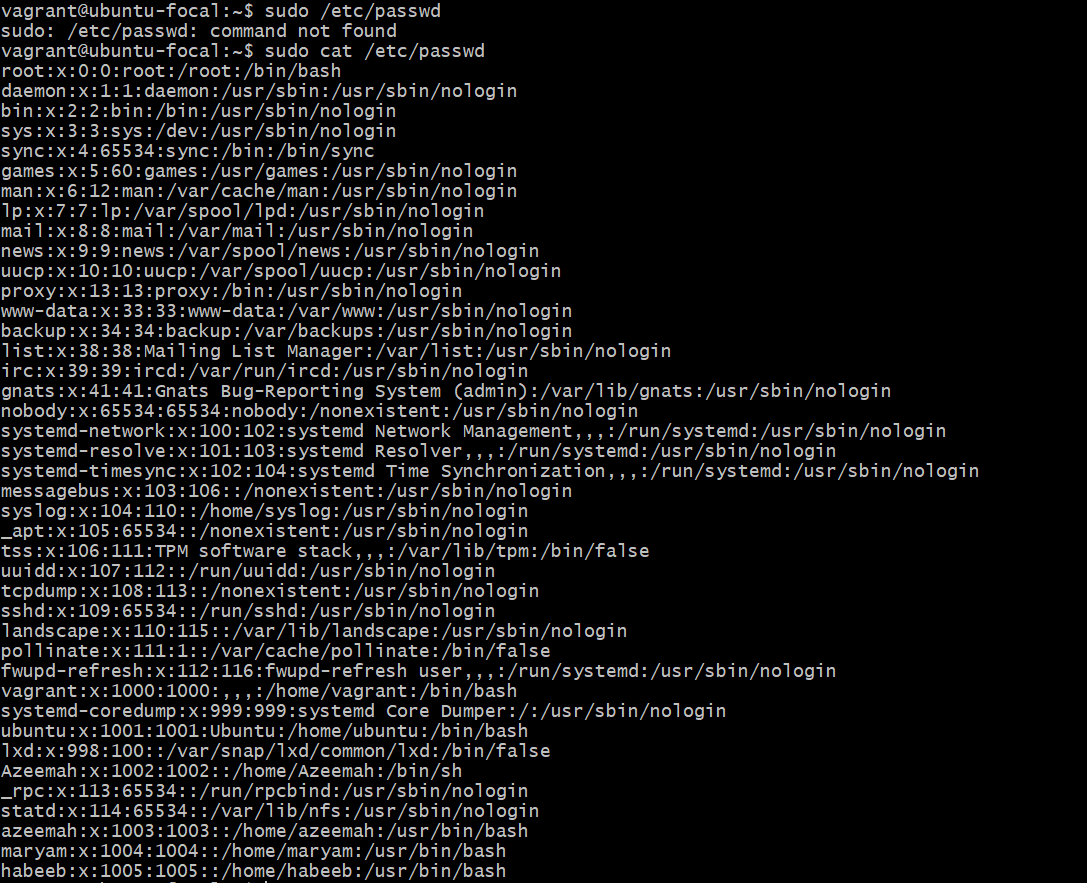 vagrant@ubuntu-focal:~$ sudo /etc/passwd
sudo: /etc/passwd: command not found
vagrant@ubuntu-focal:~$ sudo cat /etc/passwd
root:x:0:0:root:/root:/bin/bash
daemon:x:1:1:daemon:/usr/sbin:/usr/sbin/nologin
bin:x:2:2:bin:/bin:/usr/sbin/nologin
sys:x:3:3:sys:/dev:/usr/sbin/nologin
sync:x:4:65534:sync:/bin:/bin/sync
games:x:5:60:games:/usr/games:/usr/sbin/nologin
man:x:6:12:man:/var/cache/man:/usr/sbin/nologin
lp:x:7:7:lp:/var/spool/lpd:/usr/sbin/nologin
mail:x:8:8:mail:/var/mail:/usr/sbin/nologin
news:x:9:9:news:/var/spool/news:/usr/sbin/nologin
uucp:x:10:10:uucp:/var/spool/uucp:/usr/sbin/nologin
proxy:x:13:13:proxy:/bin:/usr/sbin/nologin
www-data:x:33:33:www-data:/var/www:/usr/sbin/nologin
backup:x:34:34:backup:/var/backups:/usr/sbin/nologin
list:x:38:38:Mailing List Manager:/var/list:/usr/sbin/nologin
irc:x:39:39:ircd:/var/run/ircd:/usr/sbin/nologin
gnats:x:41:41:Gnats Bug-Reporting System (admin):/var/lib/gnats:/usr/sbin/nologin
nobody:x:65534:65534:nobody:/nonexistent:/usr/sbin/nologin
systemd-network:x:100:102:systemd Network Management,,,:/run/systemd:/usr/sbin/nologin
systemd-resolve:x:101:103:systemd Resolver,,,:/run/systemd:/usr/sbin/nologin
systemd-timesync:x:102:104:systemd Time Synchronization,,,:/run/systemd:/usr/sbin/nologin
messagebus:x:103:106::/nonexistent:/usr/sbin/nologin
syslog:x:104:110::/home/syslog:/usr/sbin/nologin
_apt:x:105:65534::/nonexistent:/usr/sbin/nologin
tss:x:106:111:TPM software stack,,,:/var/lib/tpm:/bin/false
uuidd:x:107:112::/run/uuidd:/usr/sbin/nologin
tcpdump:x:108:113::/nonexistent:/usr/sbin/nologin
sshd:x:109:65534::/run/sshd:/usr/sbin/nologin
landscape:x:110:115::/var/lib/landscape:/usr/sbin/nologin
pollinate:x:111:1::/var/cache/pollinate:/bin/false
fwupd-refresh:x:112:116:fwupd-refresh user,,,:/run/systemd:/usr/sbin/nologin
vagrant:x:1000:1000:,,,:/home/vagrant:/bin/bash
systemd-coredump:x:999:999:systemd Core Dumper:/:/usr/sbin/nologin
ubuntu:x:1001:1001:Ubuntu:/home/ubuntu:/bin/bash
lxd:x:998:100::/var/snap/lxd/common/lxd:/bin/false
Azeemah:x:1002:1002::/home/Azeemah:/bin/sh
_rpc:x:113:65534::/run/rpcbind:/usr/sbin/nologin
statd:x:114:65534::/var/lib/nfs:/usr/sbin/nologin
azeemah:x:1003:1003::/home/azeemah:/usr/bin/bash
maryam:x:1004:1004::/home/maryam:/usr/bin/bash
habeeb:x:1005:1005::/home/habeeb:/usr/bin/bash